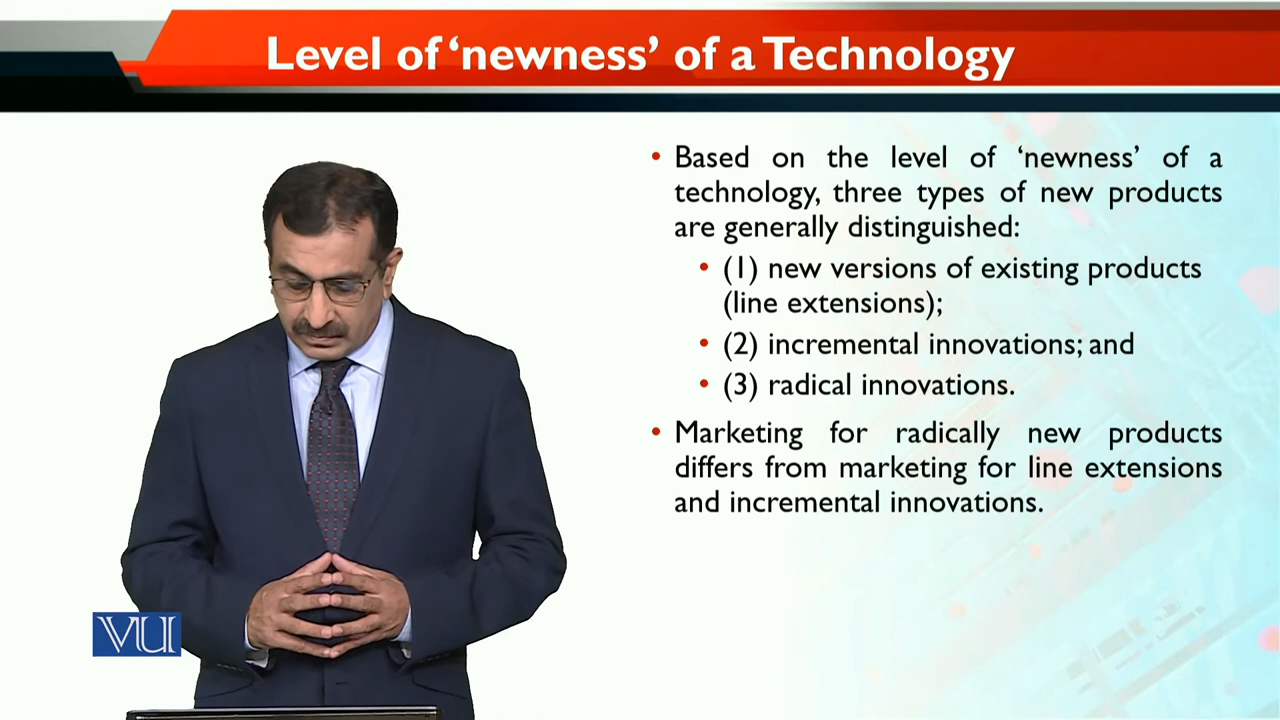 Level of ‘newness’ of a Technology
• Based on the level of ‘newness’ of a
technology, three types of new products
are generally distinguished:
• (1) new versions of existing products
(line extensions);
• (2) incremental innovations; and
• (3) radical innovations.
• Marketing for radically new products
differs from marketing for line extensions
and incremental innovations.
VU